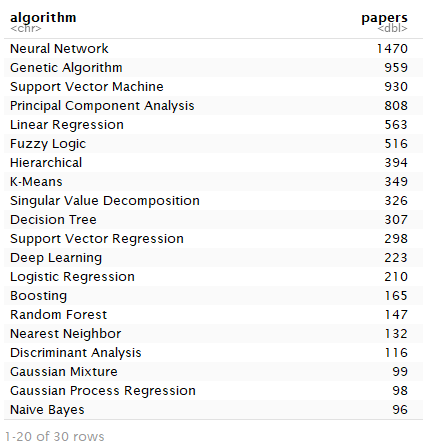 algorithm papers
<chr> <dbl>
Neural Network 1470
Genetic Algorithm 959
Support Vector Machine 930
Principal Component Analysis 808
Linear Regression 563
Fuzzy Logic 516
Hierarchical 394
K-Means 349
Singular Value Decomposition 326
Decision Tree 307
Support Vector Regression 298
Deep Learning 223
Logistic Regression 210
Boosting 165
Random Forest 147
Nearest Neighbor 132
Discriminant Analysis 116
Gaussian Mixture 99
Gaussian Process Regression 98
Naive Bayes 96
1-20 of 30 rows